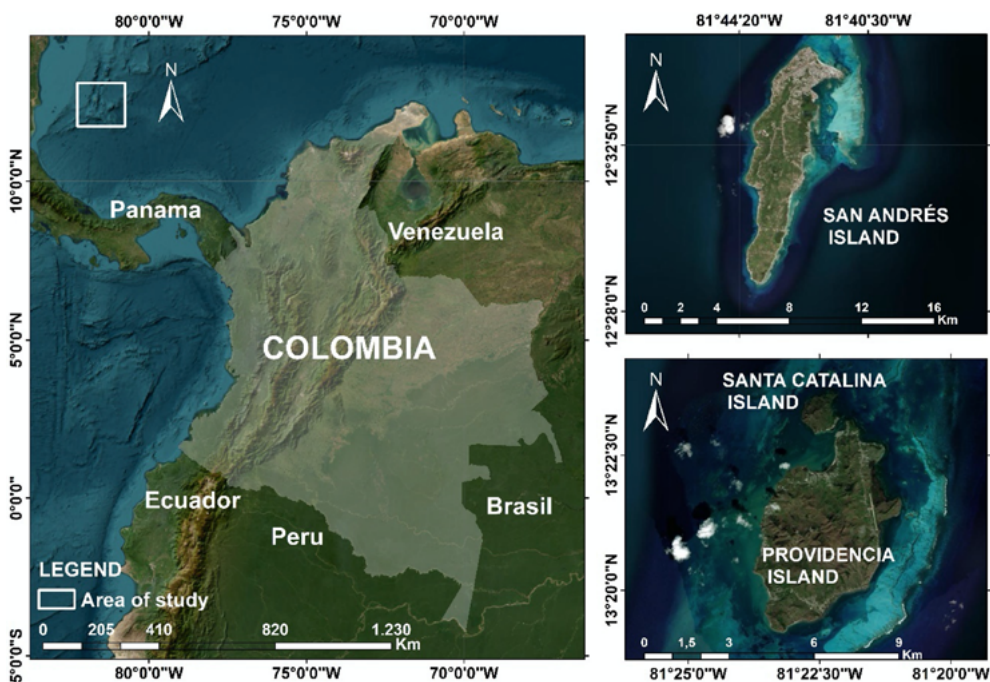 80°0'0"W 75°0'0"W 70°0'0"W
N
10°0'0"N
5°0'0"N
0°0'0"
5°0'0"S
Panama
Venezuela
COLOMBIA
Ecuador
Peru
Brasil
LEGEND
Area of study
0 205 410 820 1.230
Km
80°0'0"W 75°0'0"W 70°0'0"W
81°44'20"W 81°40'30"W
N
12°32'50"N
12°28'0"N
SAN ANDRÉS
ISLAND
0 2 4 8 12 16
Km
N
SANTA CATALINA
ISLAND
13°22'30"N
13°20'0"N
PROVIDENCIA
ISLAND
0 1,5 3 6 9
Km
81°25'0"W 81°22'30"W 81°20'0"W